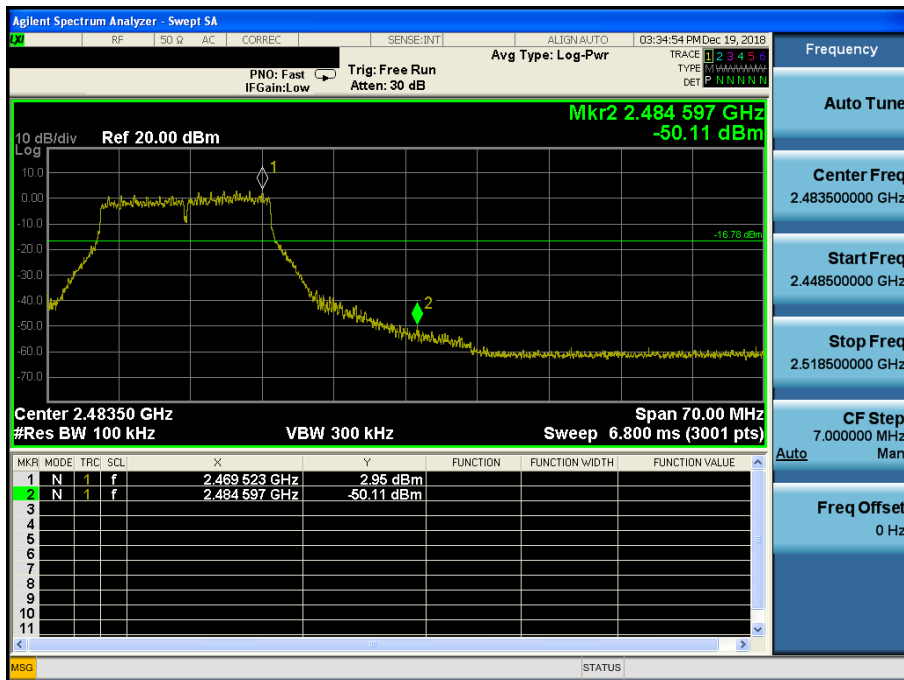 Agilent Spectrum Analyzer - Swept SA
LXI RF 50 Ω AC CORREC SENSE:INT ALIGN AUTO 03:34:54 PM Dec 19, 2018
Frequency
Avg Type: Log-Pwr
TRACE 1 2 3 4 5 6
PNO: Fast Trig: Free Run
TYPE M W W W W W
IFGain:Low Atten: 30 dB
DET P N N N N N
Auto Tune
Mkr2 2.484 597 GHz
-50.11 dBm
10 dB/div Ref 20.00 dBm
Log
10.0
0.00
-10.0
-20.0
-30.0
-40.0
-50.0
-60.0
-70.0
1
-16.78 dBm
2
Center Freq
2.483500000 GHz
Start Freq
2.448500000 GHz
Stop Freq
2.518500000 GHz
Center 2.48350 GHz Span 70.00 MHz
#Res BW 100 kHz VBW 300 kHz Sweep 6.800 ms (3001 pts)
CF Step
7.000000 MHz
Auto Man
Freq Offset
0 Hz
MKR MODE TRC SCL X Y FUNCTION FUNCTION WIDTH FUNCTION VALUE
1 N 1 f 2.469 523 GHz 2.95 dBm
2 N 1 f 2.484 597 GHz -50.11 dBm
3
4
5
6
7
8
9
10
11
MSG STATUS